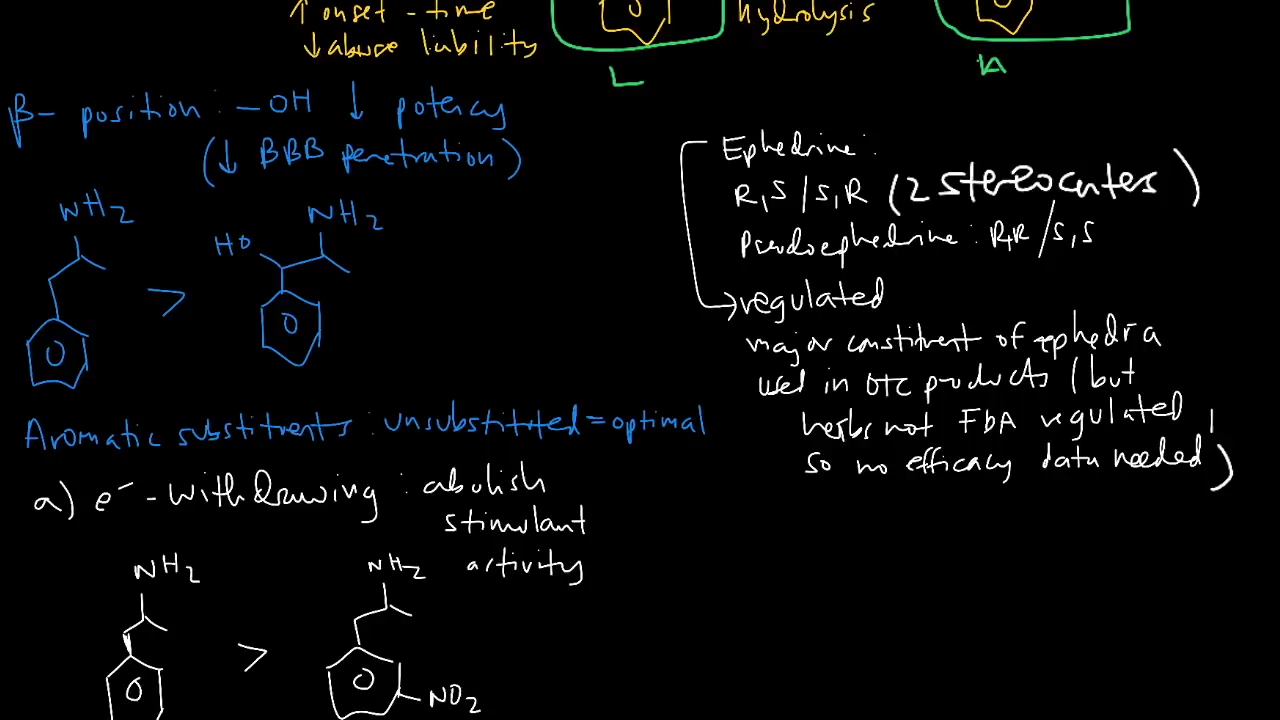 ↑ onset - time
↓ abuse liability
hydrolysis
L
β- position : -OH ↓ potency
(↓ BBB penetration)
NH2
HO
NH2
>
Aromatic substituents : unsubstituted = optimal
a) e⁻ - withdrawing : abolish
stimulant
activity
NH2
NH2
>
NO2
Ephedrine :
R,S / S,R (2 stereocenters)
Pseudoephedrine : R,R / S,S
→ regulated
major constituent of ephedra
used in OTC products (but
herbs not FDA regulated,
so no efficacy data needed)